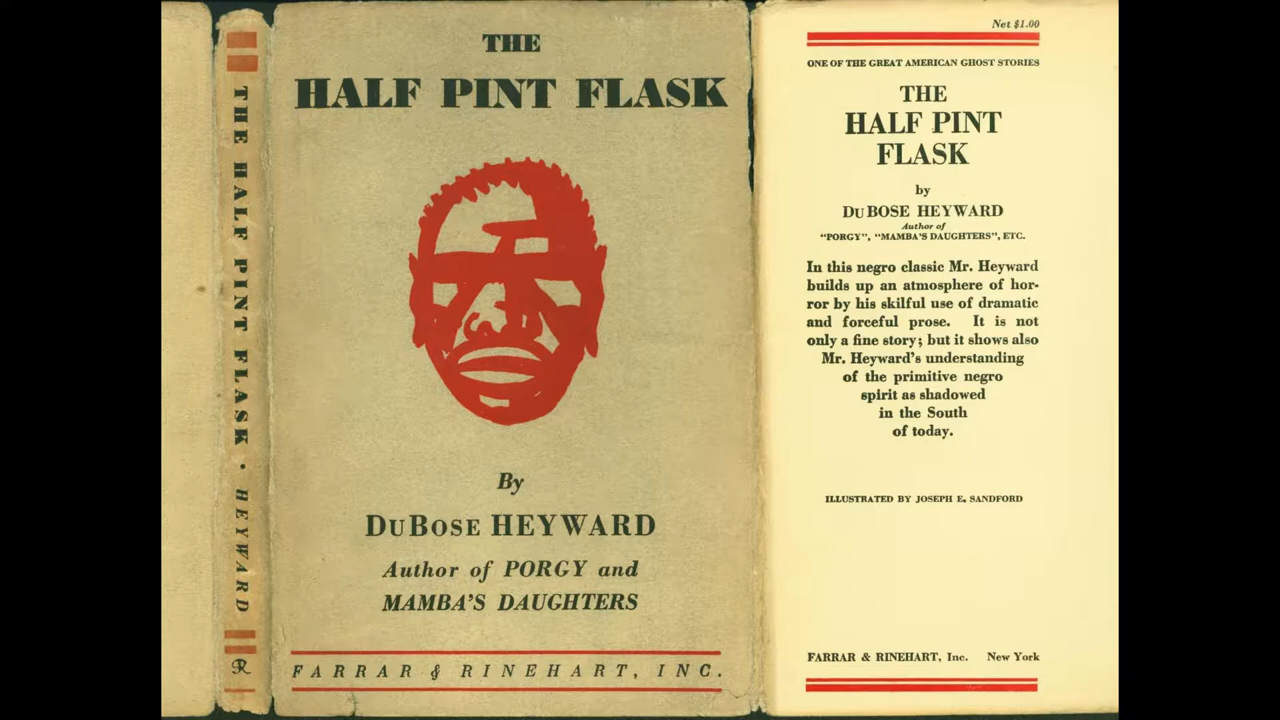 THE HALF PINT FLASK • HEYWARD
THE
HALF PINT FLASK
By
DUBOSE HEYWARD
Author of PORGY and
MAMBA'S DAUGHTERS
FARRAR & RINEHART, INC.
Net $1.00
ONE OF THE GREAT AMERICAN GHOST STORIES
THE
HALF PINT
FLASK
by
DUBOSE HEYWARD
Author of
"PORGY", "MAMBA'S DAUGHTERS", ETC.
In this negro classic Mr. Heyward
builds up an atmosphere of hor-
ror by his skilful use of dramatic
and forceful prose. It is not
only a fine story; but it shows also
Mr. Heyward's understanding
of the primitive negro
spirit as shadowed
in the South
of today.
ILLUSTRATED BY JOSEPH E. SANDFORD
FARRAR & RINEHART, Inc. New York